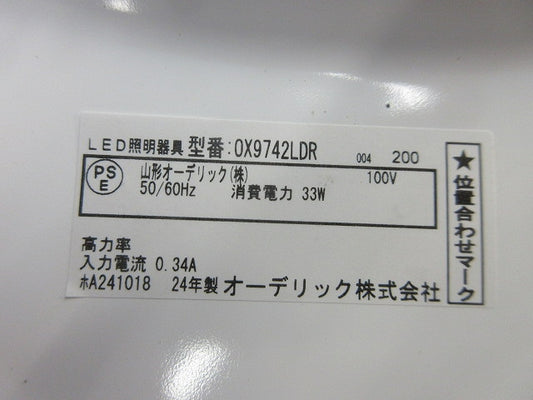 LED照明器具 型番:OX9742LDR 004 200
PS
E
山形オーデリック(株) 100V
50/60Hz 消費電力 33W
高力率
入力電流 0.34A
ホA241018 24年製 オーデリック株式会社
★位置合わせマーク